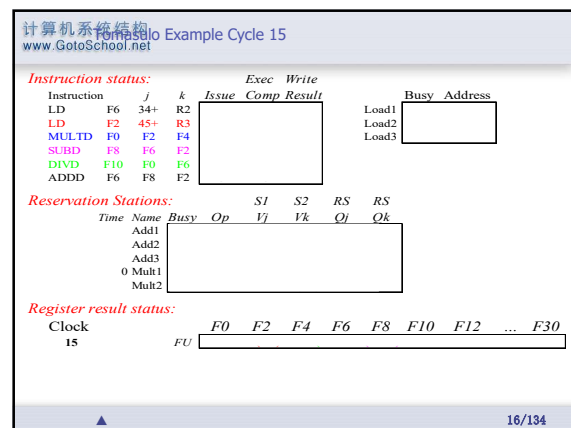 计算机系统结构
Tomasulo Example Cycle 15
www.GotoSchool.net
Instruction status: Exec Write
Instruction j k Issue Comp Result Busy Address
LD F6 34+ R2 Load1
LD F2 45+ R3 Load2
MULTD F0 F2 F4 Load3
SUBD F8 F6 F2
DIVD F10 F0 F6
ADDD F6 F8 F2
Reservation Stations: S1 S2 RS RS
Time Name Busy Op Vj Vk Qj Qk
Add1
Add2
Add3
0 Mult1
Mult2
Register result status:
Clock F0 F2 F4 F6 F8 F10 F12 ... F30
15 FU
▲ 16/134